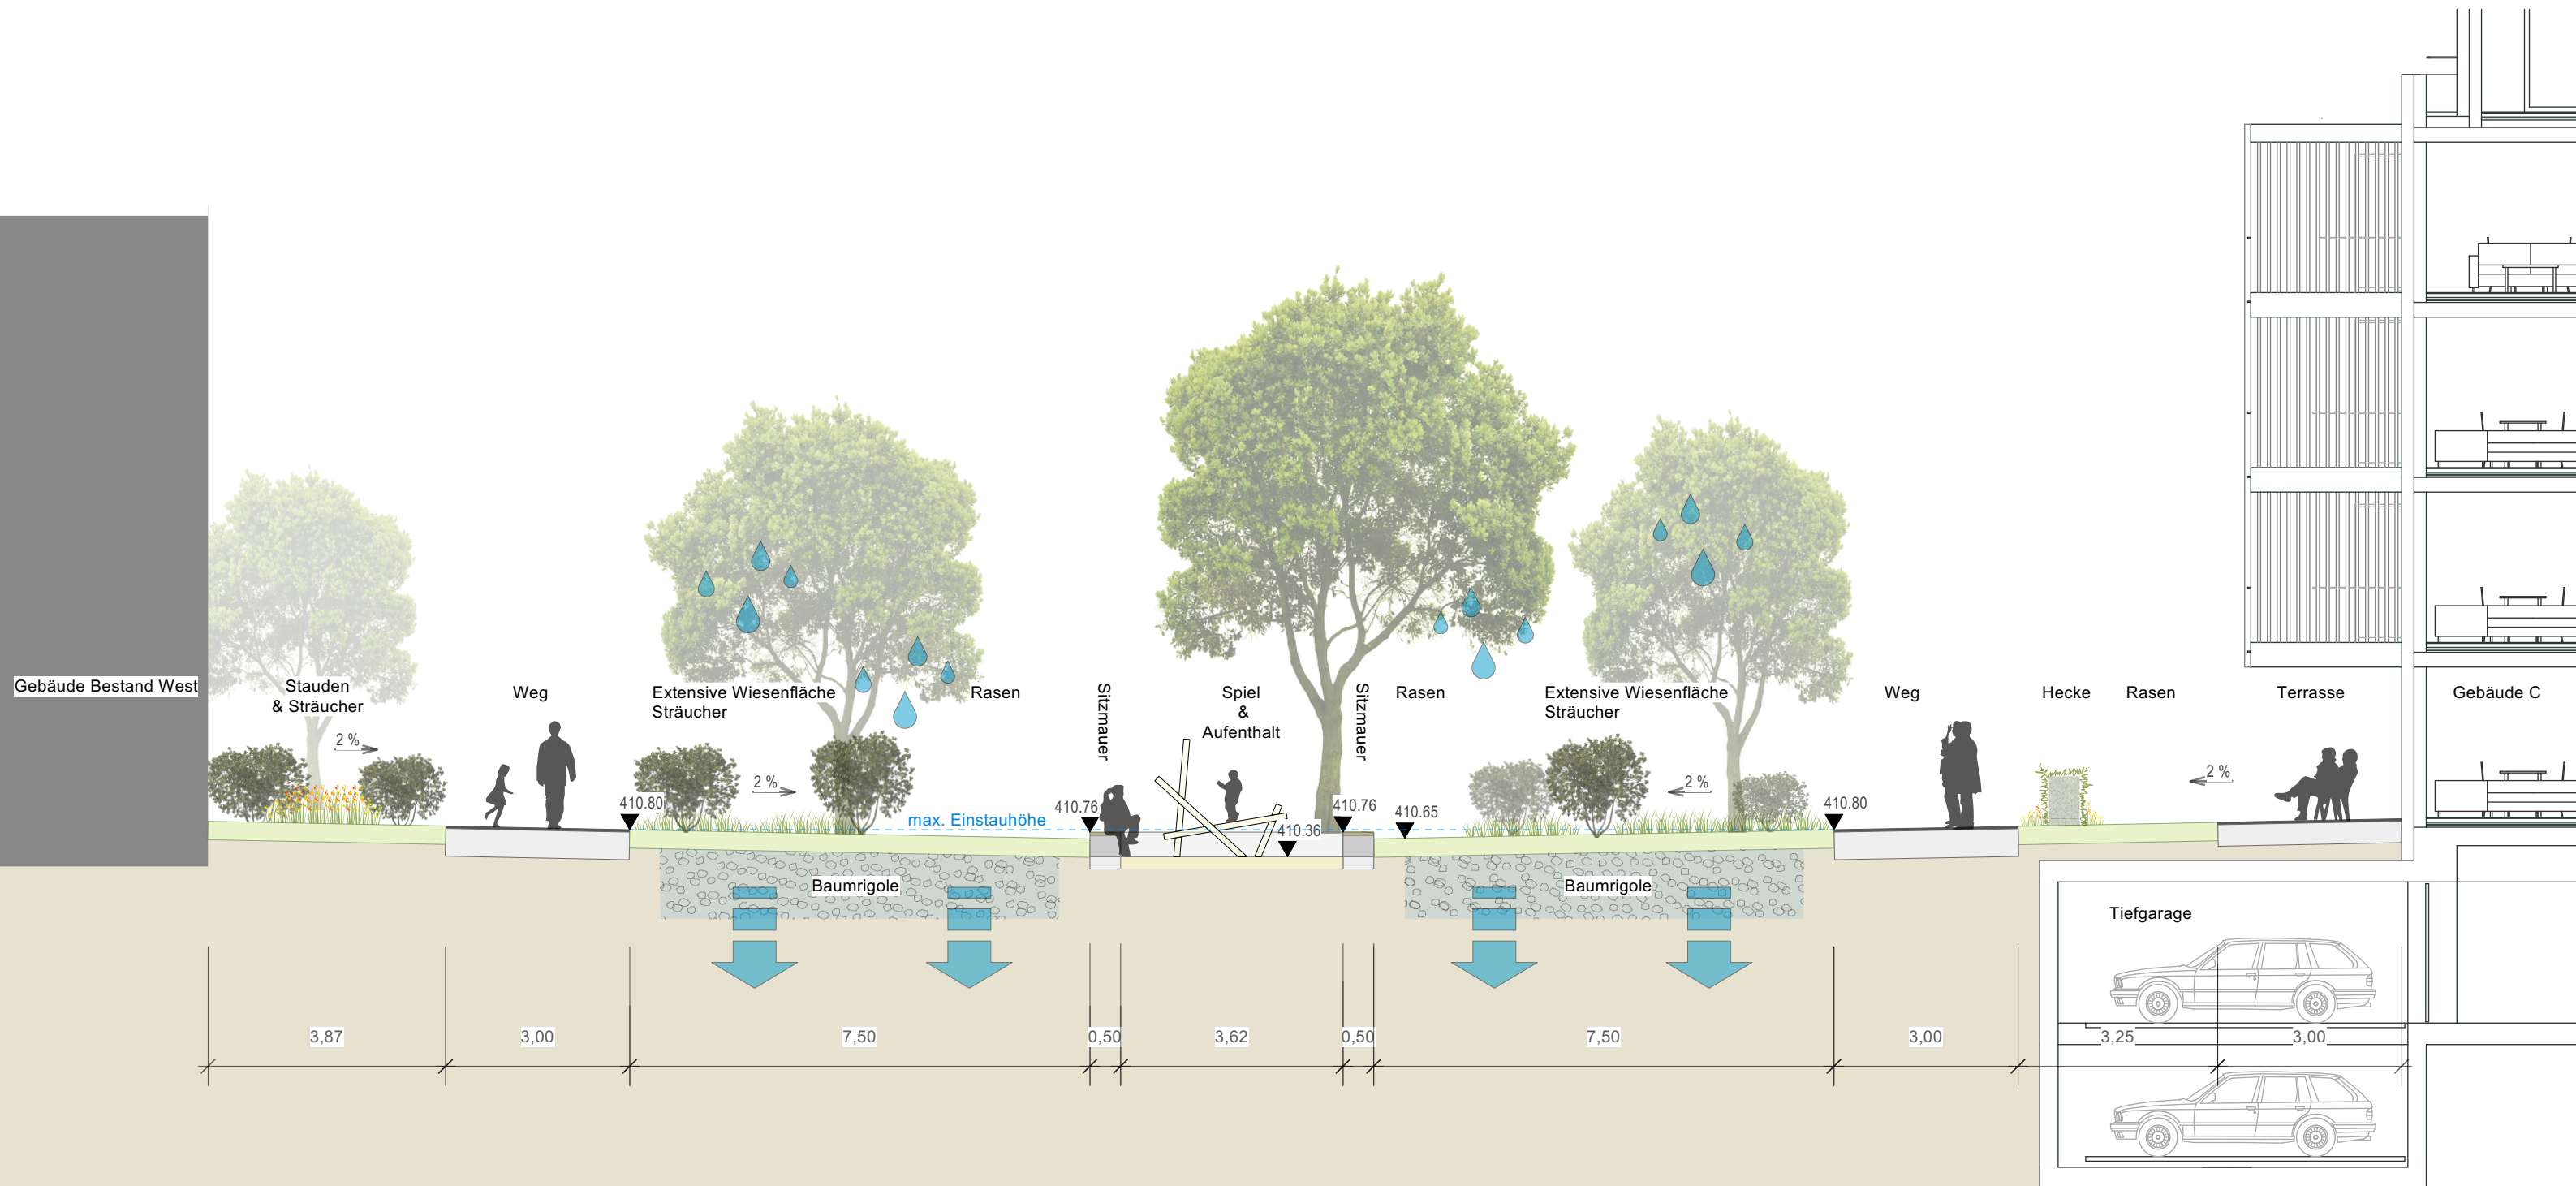 Gebäude Bestand West
Stauden
& Sträucher
2 %
Weg
410.80
Extensive Wiesenfläche
Sträucher
2 %
Rasen
max. Einstauhöhe
410.76
Sitzmauer
Spiel
&
Aufenthalt
410.36
Sitzmauer
410.76
Rasen
410.65
Extensive Wiesenfläche
Sträucher
2 %
410.80
Weg
Hecke
Rasen
2 %
Terrasse
Gebäude C
Baumrigole
Baumrigole
Tiefgarage
3,87
3,00
7,50
0,50
3,62
0,50
7,50
3,00
3,25
3,00